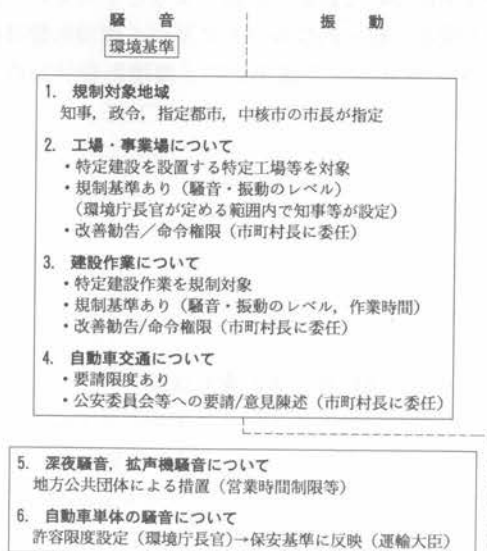 騒 音 振 動
環境基準
1. 規制対象地域
知事,政令,指定都市,中核市の市長が指定
2. 工場・事業場について
・特定建設を設置する特定工場等を対象
・規制基準あり(騒音・振動のレベル)
(環境庁長官が定める範囲内で知事等が設定)
・改善勧告/命令権限(市町村長に委任)
3. 建設作業について
・特定建設作業を規制対象
・規制基準あり(騒音・振動のレベル,作業時間)
・改善勧告/命令権限(市町村長に委任)
4. 自動車交通について
・要請限度あり
・公安委員会等への要請/意見陳述(市町村長に委任)
5. 深夜騒音,拡声機騒音について
地方公共団体による措置(営業時間制限等)
6. 自動車単体の騒音について
許容限度設定(環境庁長官)→保安基準に反映(運輸大臣)